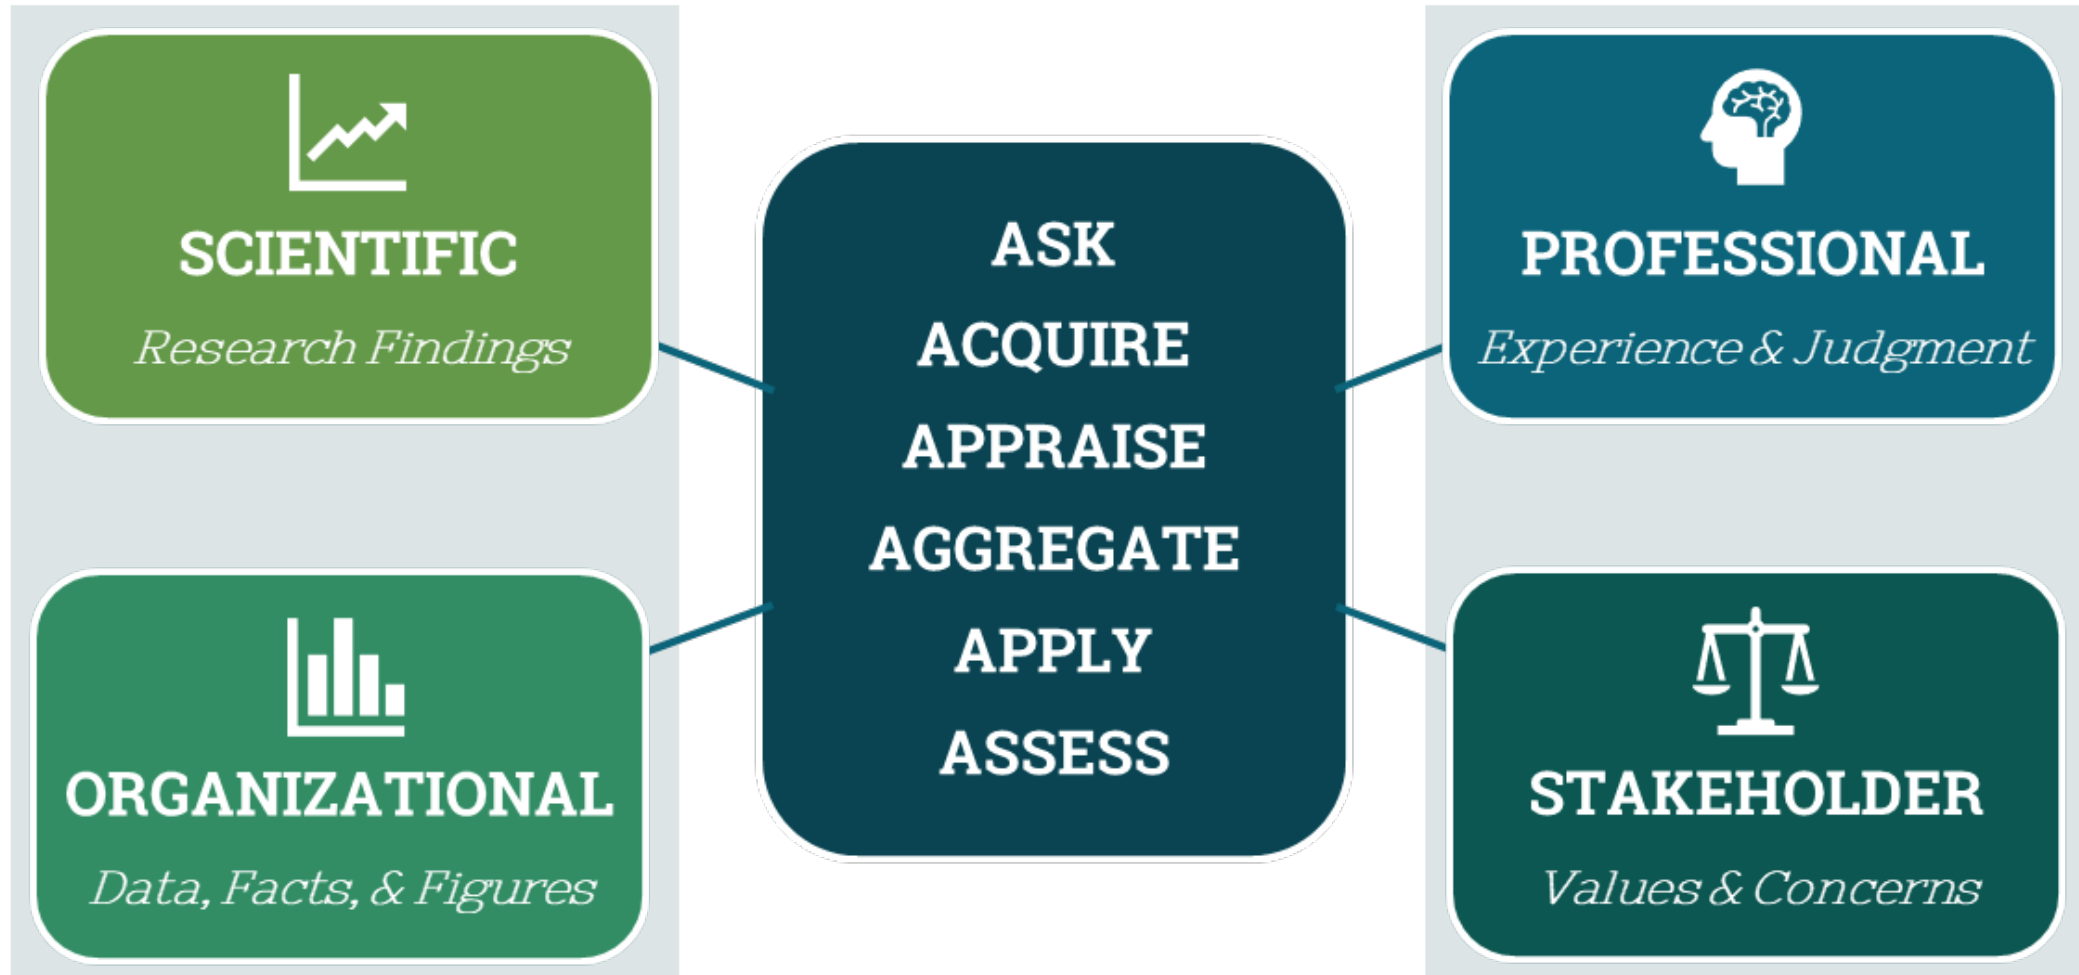 SCIENTIFIC
Research Findings
ORGANIZATIONAL
Data, Facts, & Figures
ASK
ACQUIRE
APPRAISE
AGGREGATE
APPLY
ASSESS
PROFESSIONAL
Experience & Judgment
STAKEHOLDER
Values & Concerns